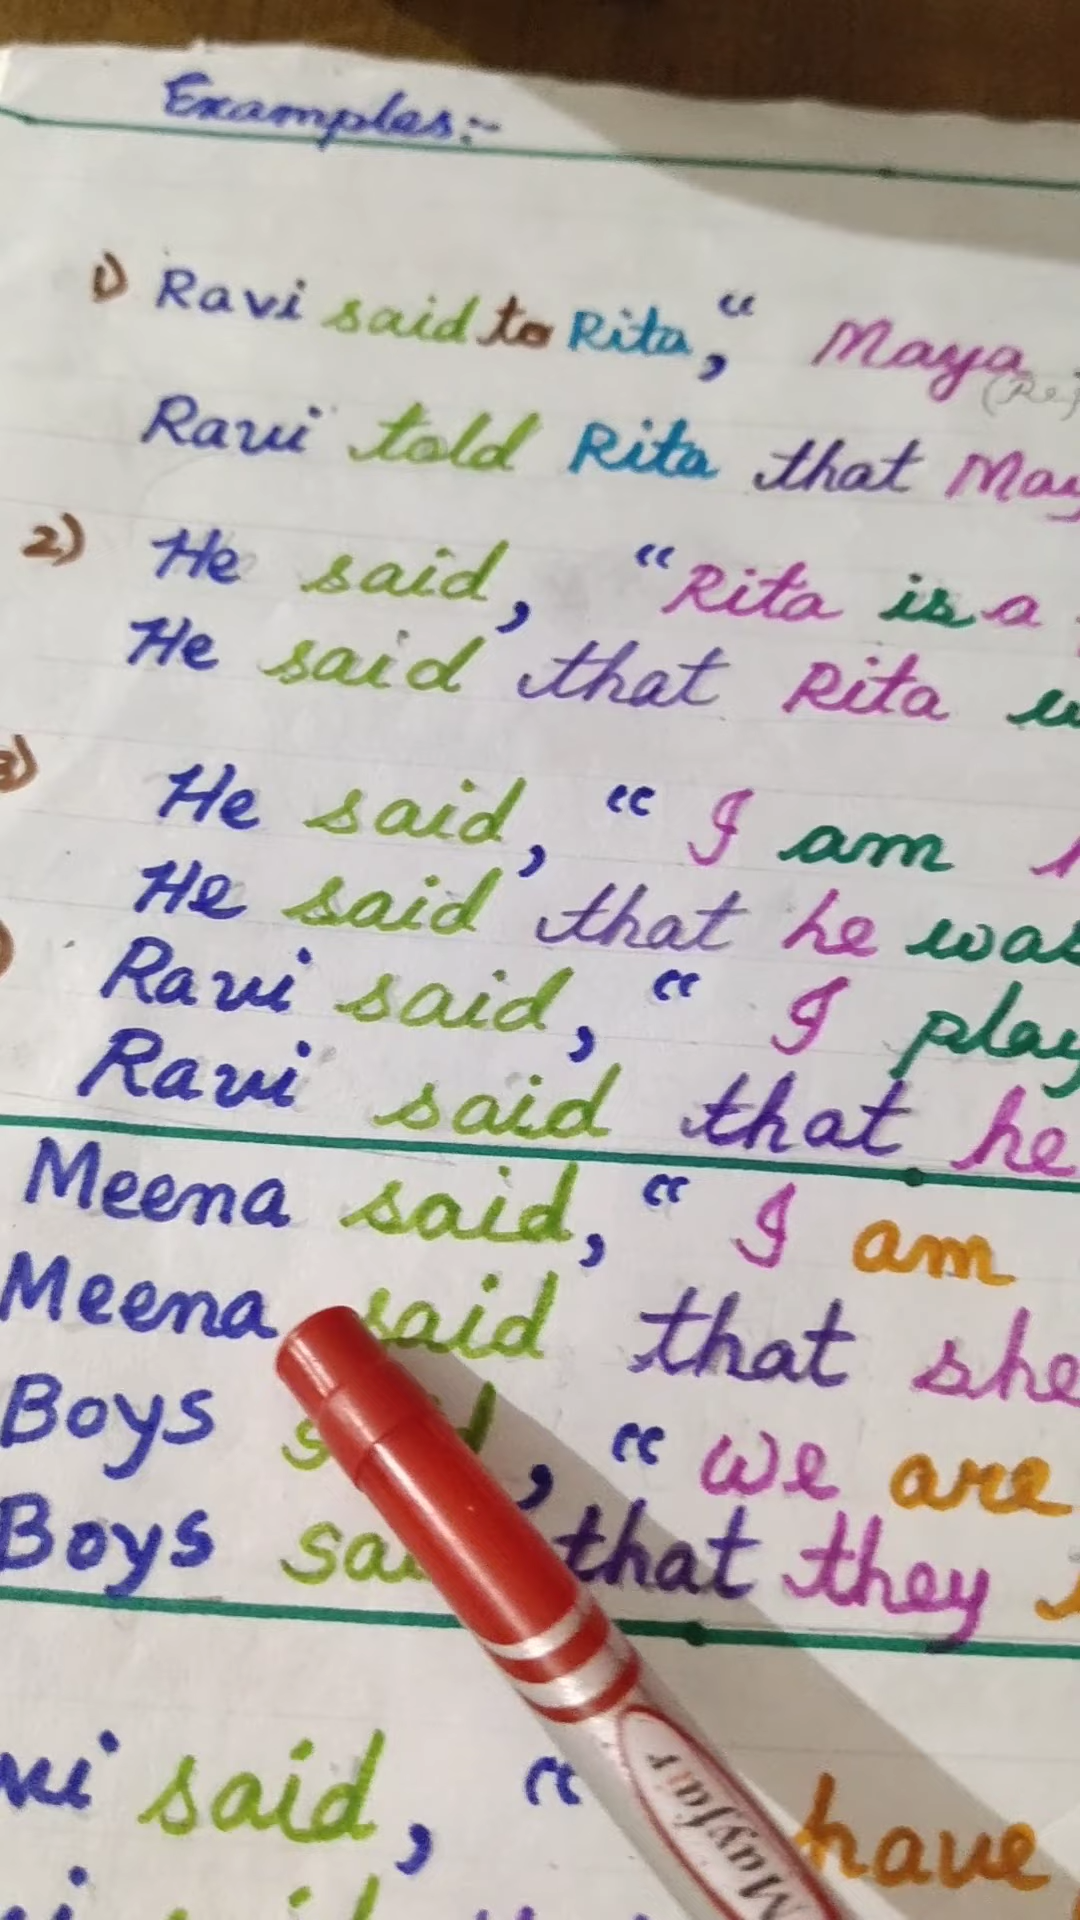 Examples:-
1) Ravi said to Rita, " Maya
Ravi told Rita that
2) He said, "Rita is a
He said that Rita
3) He said, " I am
He said that he was
Ravi said, " I play
Ravi said that he
Meena said, " I am
Meena said that she
Boys , " we are
Boys that they
said, " have
Mayfair